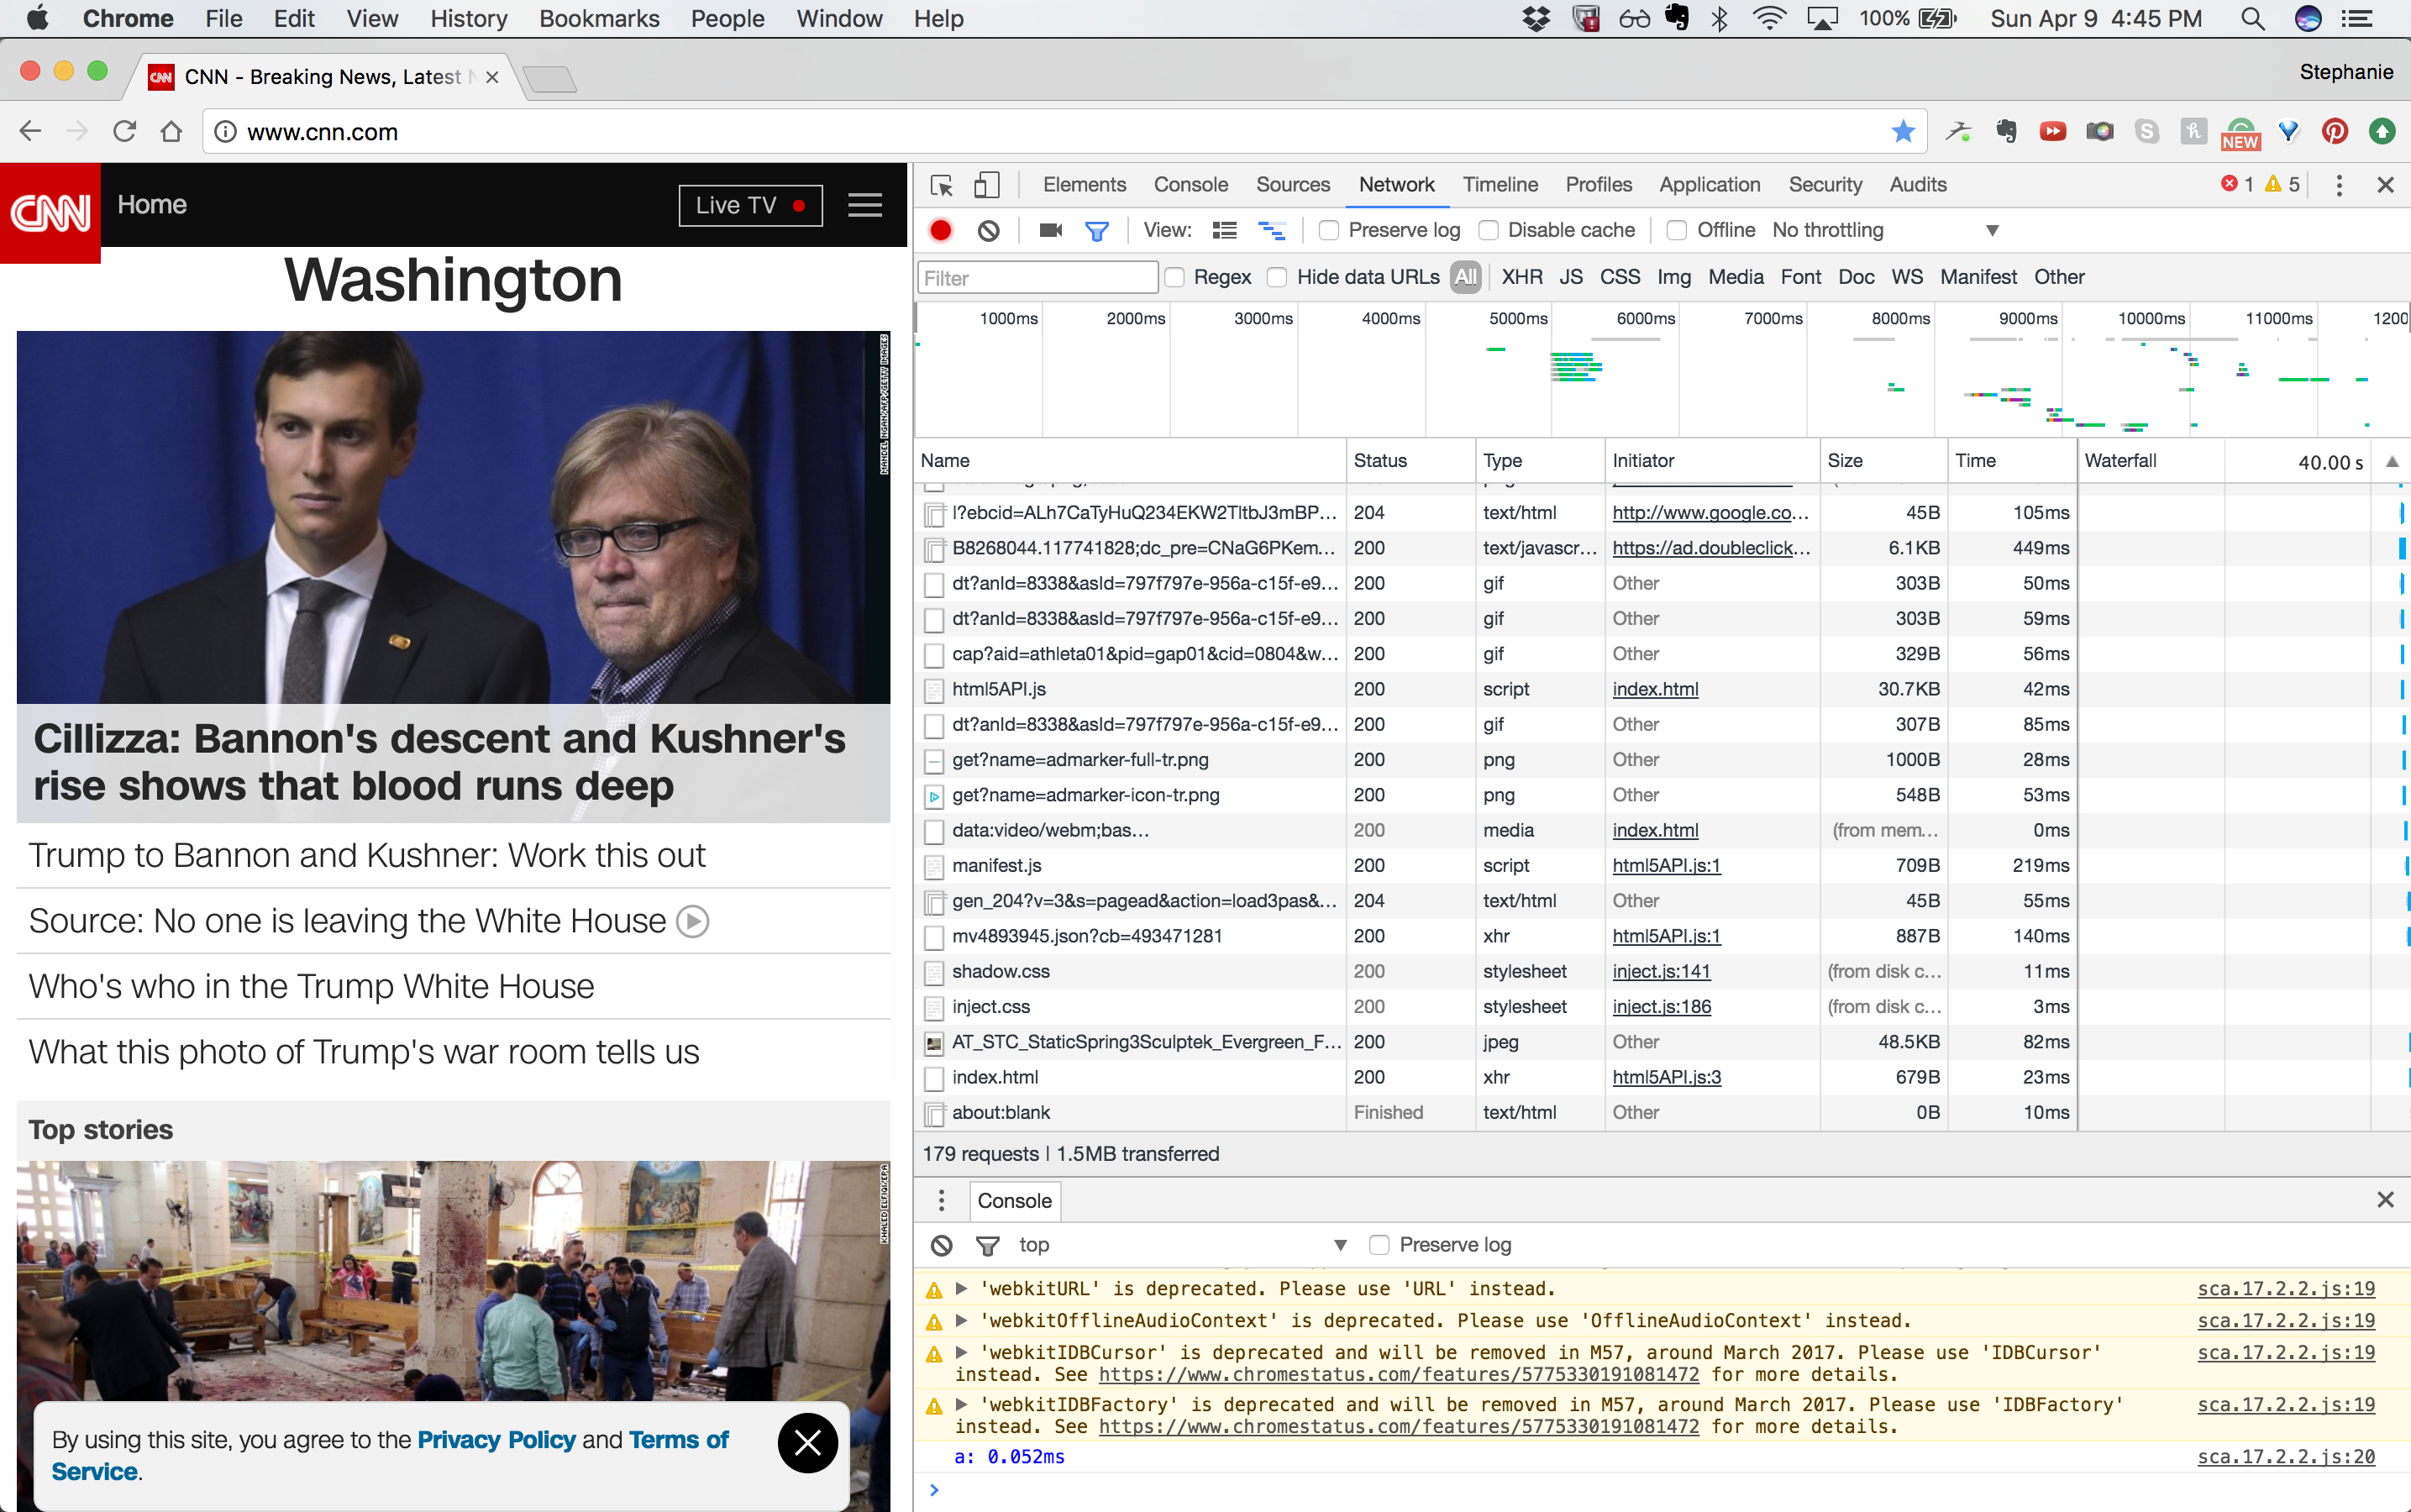 Chrome File Edit View History Bookmarks People Window Help 100% Sun Apr 9 4:45 PM
CNN - Breaking News, Latest N
Stephanie
www.cnn.com
NEW
CNN Home Live TV
Washington
MANDEL NGAN/AFP/GETTY IMAGES
Cillizza: Bannon's descent and Kushner's
rise shows that blood runs deep
Trump to Bannon and Kushner: Work this out
Source: No one is leaving the White House
Who's who in the Trump White House
What this photo of Trump's war room tells us
Top stories
KHALED ELFIQI/EPA
By using this site, you agree to the Privacy Policy and Terms of
Service.
Elements Console Sources Network Timeline Profiles Application Security Audits 1 5
View: Preserve log Disable cache Offline No throttling
Filter Regex Hide data URLs All XHR JS CSS Img Media Font Doc WS Manifest Other
1000ms 2000ms 3000ms 4000ms 5000ms 6000ms 7000ms 8000ms 9000ms 10000ms 11000ms 1200
Name Status Type Initiator Size Time Waterfall 40.00 s
l?ebcid=ALh7CaTyHuQ234EKW2TltbJ3mBP... 204 text/html http://www.google.co... 45B 105ms
B8268044.117741828;dc_pre=CNaG6PKem... 200 text/javascr... https://ad.doubleclick... 6.1KB 449ms
dt?anId=8338&asId=797f797e-956a-c15f-e9... 200 gif Other 303B 50ms
dt?anId=8338&asId=797f797e-956a-c15f-e9... 200 gif Other 303B 59ms
cap?aid=athleta01&pid=gap01&cid=0804&w... 200 gif Other 329B 56ms
html5API.js 200 script index.html 30.7KB 42ms
dt?anId=8338&asId=797f797e-956a-c15f-e9... 200 gif Other 307B 85ms
get?name=admarker-full-tr.png 200 png Other 1000B 28ms
get?name=admarker-icon-tr.png 200 png Other 548B 53ms
data:video/webm;bas... 200 media index.html (from mem... 0ms
manifest.js 200 script html5API.js:1 709B 219ms
gen_204?v=3&s=pagead&action=load3pas&... 204 text/html Other 45B 55ms
mv4893945.json?cb=493471281 200 xhr html5API.js:1 887B 140ms
shadow.css 200 stylesheet inject.js:141 (from disk c... 11ms
inject.css 200 stylesheet inject.js:186 (from disk c... 3ms
AT_STC_StaticSpring3Sculptek_Evergreen_F... 200 jpeg Other 48.5KB 82ms
index.html 200 xhr html5API.js:3 679B 23ms
about:blank Finished text/html Other 0B 10ms
179 requests | 1.5MB transferred
Console
top Preserve log
'webkitURL' is deprecated. Please use 'URL' instead. sca.17.2.2.js:19
'webkitOfflineAudioContext' is deprecated. Please use 'OfflineAudioContext' instead. sca.17.2.2.js:19
'webkitIDBCursor' is deprecated and will be removed in M57, around March 2017. Please use 'IDBCursor' sca.17.2.2.js:19
instead. See https://www.chromestatus.com/features/5775330191081472 for more details.
'webkitIDBFactory' is deprecated and will be removed in M57, around March 2017. Please use 'IDBFactory' sca.17.2.2.js:19
instead. See https://www.chromestatus.com/features/5775330191081472 for more details.
a: 0.052ms sca.17.2.2.js:20